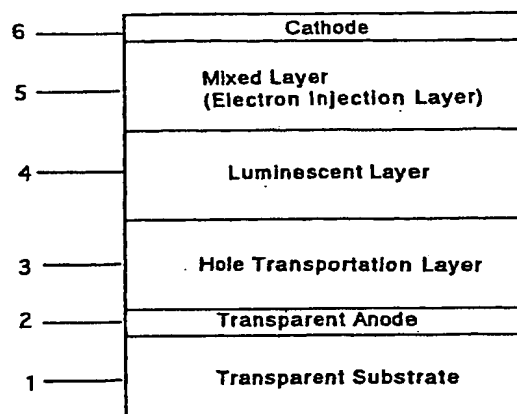 6 Cathode
5 Mixed Layer
(Electron Injection Layer)
4 Luminescent Layer
3 Hole Transportation Layer
2 Transparent Anode
1 Transparent Substrate